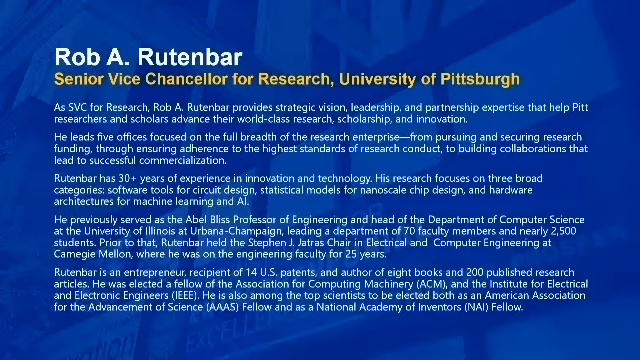 Rob A. Rutenbar
Senior Vice Chancellor for Research, University of Pittsburgh
As SVC for Research, Rob A. Rutenbar provides strategic vision, leadership, and partnership expertise that help Pitt
researchers and scholars advance their world-class research, scholarship, and innovation.
He leads five offices focused on the full breadth of the research enterprise—from pursuing and securing research
funding, through ensuring adherence to the highest standards of research conduct, to building collaborations that
lead to successful commercialization.
Rutenbar has 30+ years of experience in innovation and technology. His research focuses on three broad
categories: software tools for circuit design, statistical models for nanoscale chip design, and hardware
architectures for machine learning and AI.
He previously served as the Abel Bliss Professor of Engineering and head of the Department of Computer Science
at the University of Illinois at Urbana-Champaign, leading a department of 70 faculty members and nearly 2,500
students. Prior to that, Rutenbar held the Stephen J. Jatras Chair in Electrical and Computer Engineering at
Carnegie Mellon, where he was on the engineering faculty for 25 years.
Rutenbar is an entrepreneur, recipient of 14 U.S. patents, and author of eight books and 200 published research
articles. He was elected a fellow of the Association for Computing Machinery (ACM), and the Institute for Electrical
and Electronic Engineers (IEEE). He is also among the top scientists to be elected both as an American Association
for the Advancement of Science (AAAS) Fellow and as a National Academy of Inventors (NAI) Fellow.